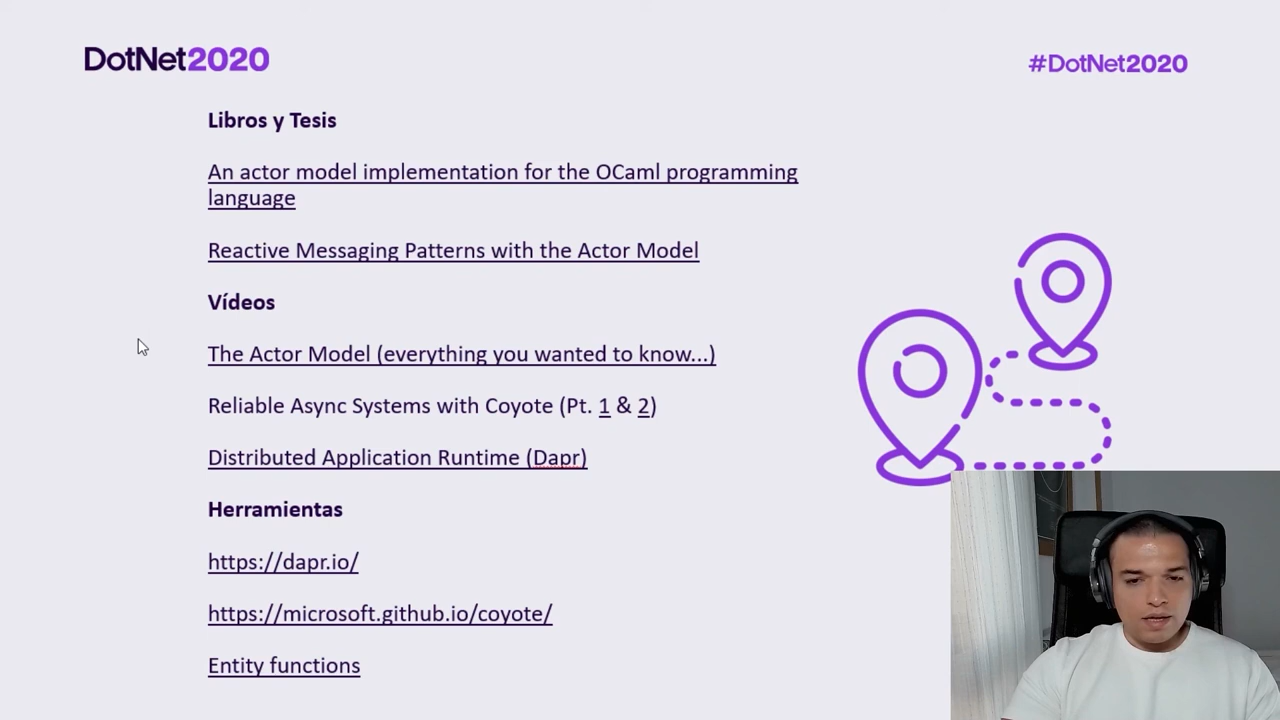 DotNet2020
#DotNet2020
Libros y Tesis
An actor model implementation for the OCaml programming
language
Reactive Messaging Patterns with the Actor Model
Vídeos
The Actor Model (everything you wanted to know...)
Reliable Async Systems with Coyote (Pt. 1 & 2)
Distributed Application Runtime (Dapr)
Herramientas
https://dapr.io/
https://microsoft.github.io/coyote/
Entity functions